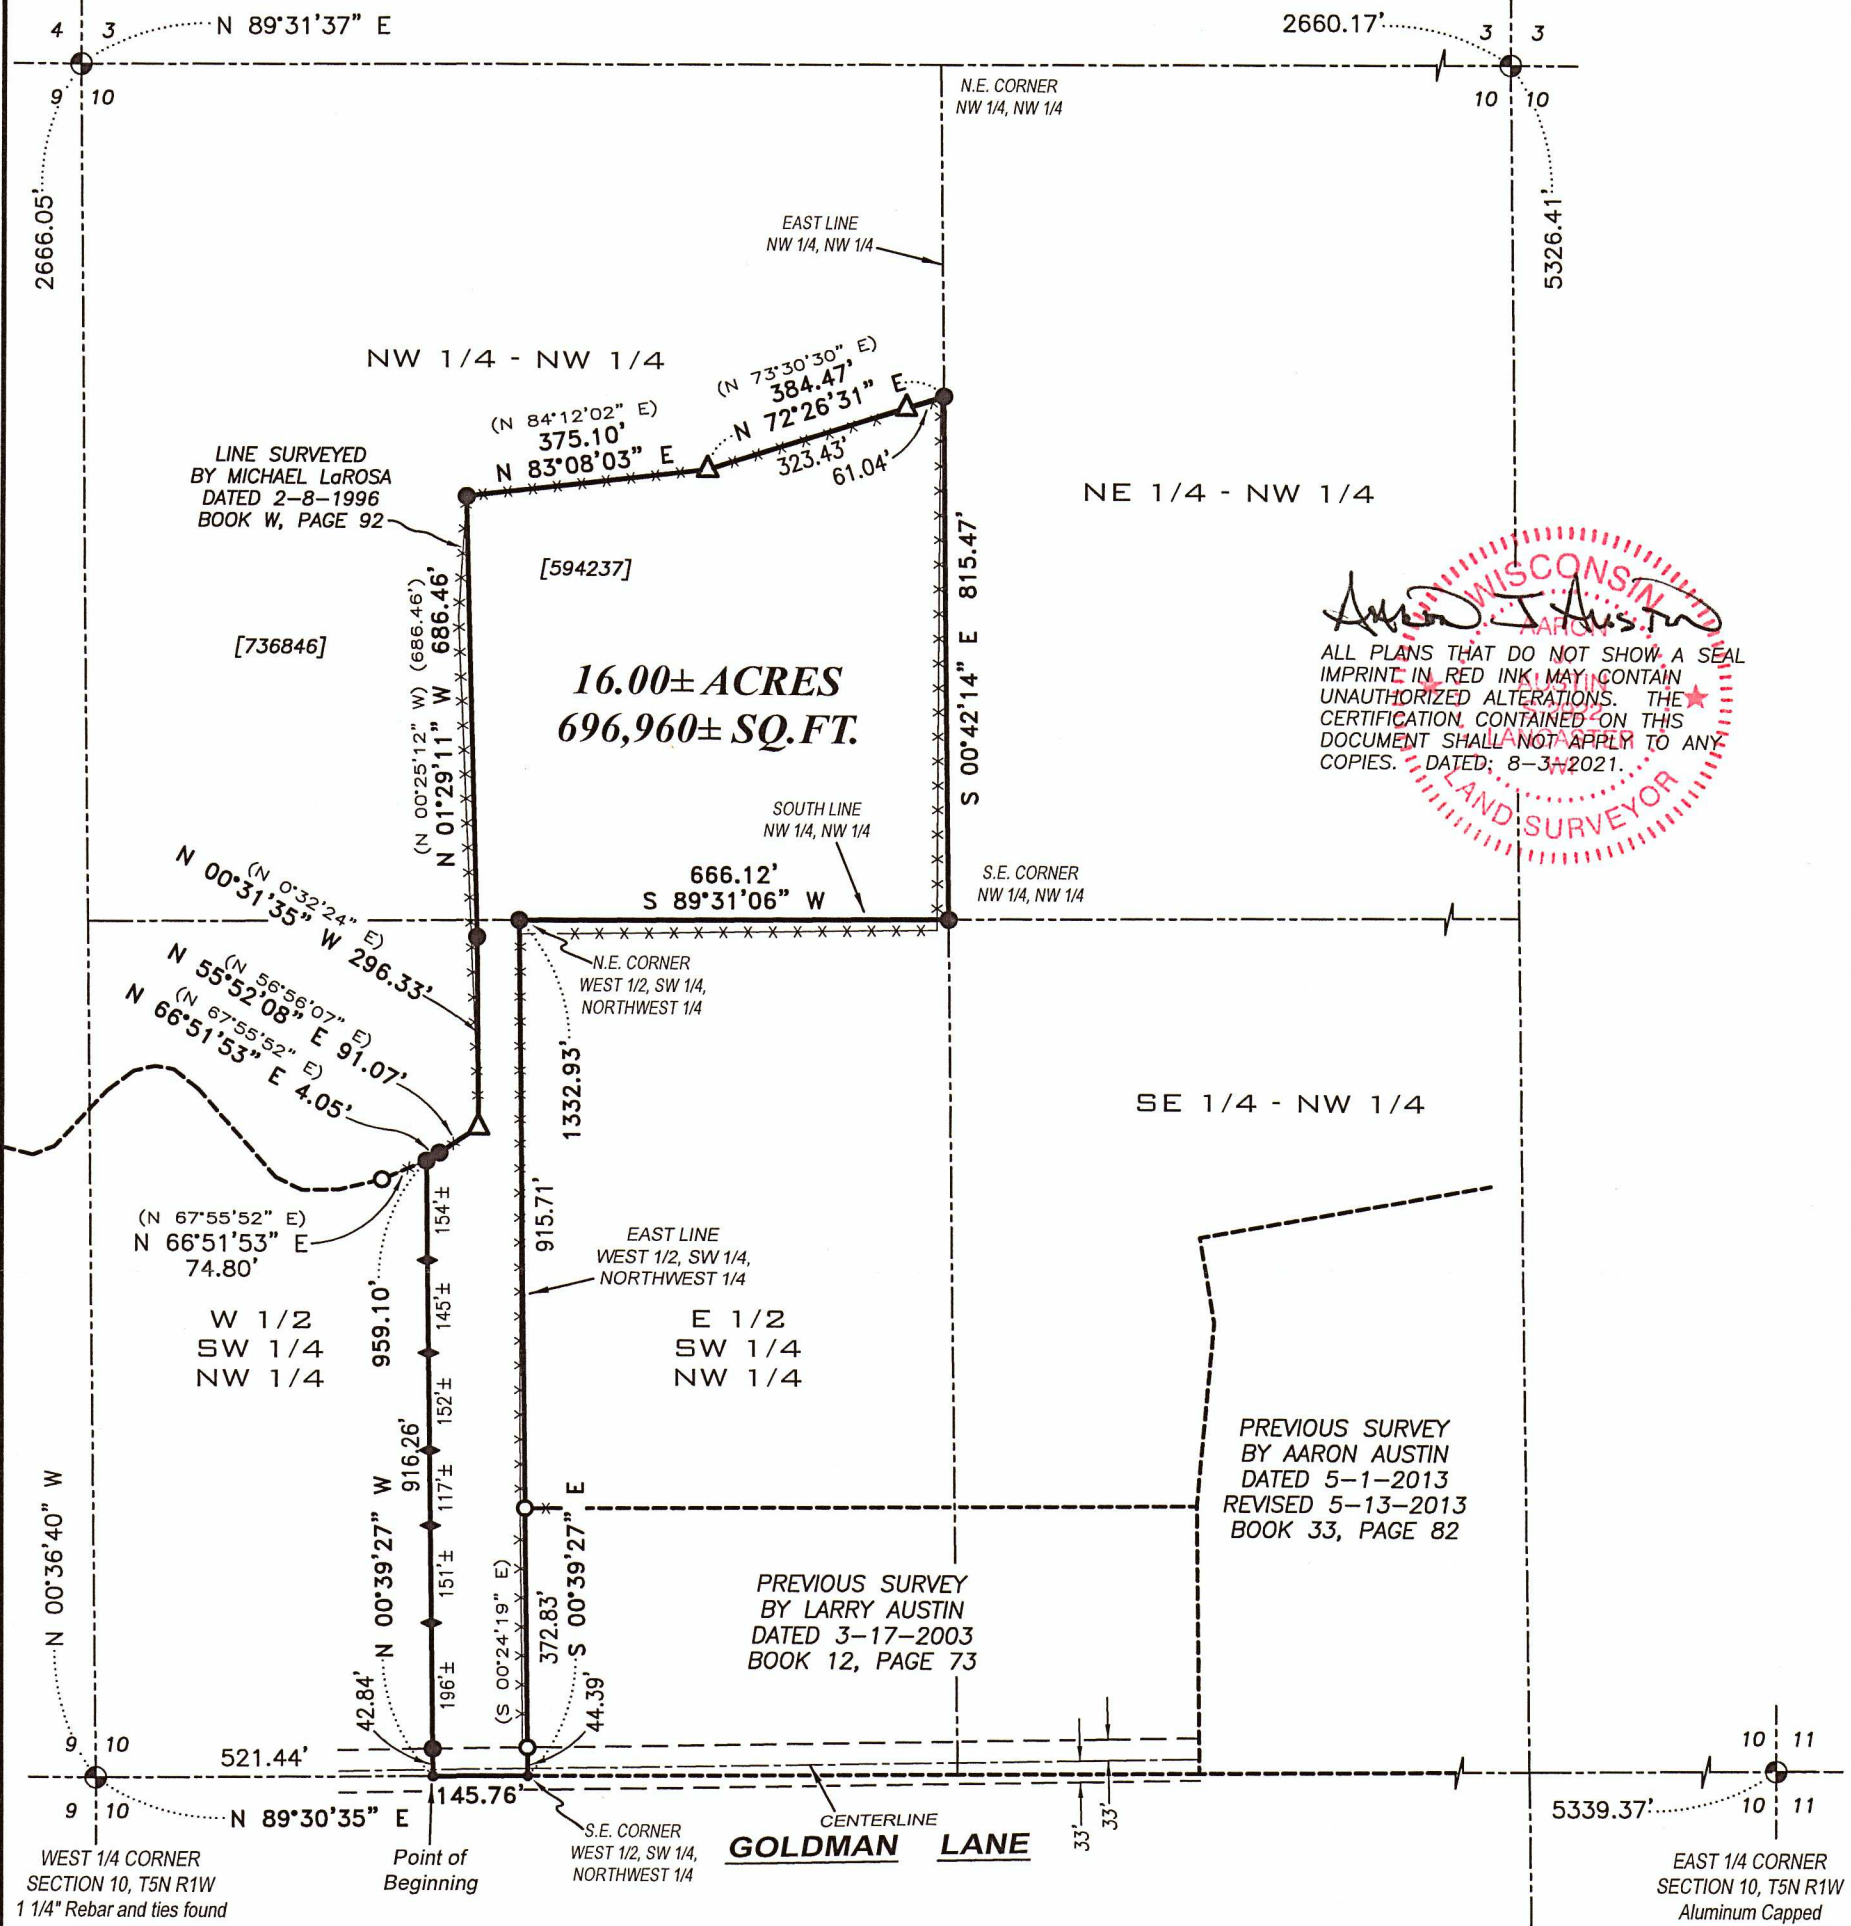 4 3
N 89°31'37" E
2660.17'
3 3
9 10
10 10
N.E. CORNER
NW 1/4, NW 1/4
2666.05'
5326.41'
EAST LINE
NW 1/4, NW 1/4
NW 1/4 - NW 1/4
(N 73°30'30" E)
384.47'
N 72°26'31" E
323.43'
61.04'
(N 84°12'02" E)
375.10'
N 83°08'03" E
LINE SURVEYED
BY MICHAEL LaROSA
DATED 2-8-1996
BOOK W, PAGE 92
NE 1/4 - NW 1/4
[594237]
[736846]
(N 00°25'12" W) (686.46')
N 01°29'11" W 686.46'
16.00± ACRES
696,960± SQ.FT.
S 00°42'14" E 815.47'
Aaron J Austin
WISCONSIN
AARON
J.
AUSTIN
S-2922
LANCASTER
WI
LAND SURVEYOR
ALL PLANS THAT DO NOT SHOW A SEAL
IMPRINT IN RED INK MAY CONTAIN
UNAUTHORIZED ALTERATIONS. THE
CERTIFICATION CONTAINED ON THIS
DOCUMENT SHALL NOT APPLY TO ANY
COPIES. DATED: 8-3-2021.
SOUTH LINE
NW 1/4, NW 1/4
666.12'
S 89°31'06" W
S.E. CORNER
NW 1/4, NW 1/4
(N 0°32'24" E)
N 00°31'35" W 296.33'
(N 56°56'07" E)
N 55°52'08" E 91.07'
(N 67°55'52" E)
N 66°51'53" E 4.05'
N.E. CORNER
WEST 1/2, SW 1/4,
NORTHWEST 1/4
1332.93'
SE 1/4 - NW 1/4
(N 67°55'52" E)
N 66°51'53" E
74.80'
959.10'
154'±
145'±
152'±
117'±
151'±
196'±
915.71'
EAST LINE
WEST 1/2, SW 1/4,
NORTHWEST 1/4
W 1/2
SW 1/4
NW 1/4
E 1/2
SW 1/4
NW 1/4
N 00°36'40" W
N 00°39'27" W
916.26'
42.84'
(S 00°24'19" E)
372.83'
S 00°39'27" E
44.39'
PREVIOUS SURVEY
BY AARON AUSTIN
DATED 5-1-2013
REVISED 5-13-2013
BOOK 33, PAGE 82
PREVIOUS SURVEY
BY LARRY AUSTIN
DATED 3-17-2003
BOOK 12, PAGE 73
9 10
521.44'
10 11
9 10
N 89°30'35" E
145.76'
33'
33'
5339.37'
10 11
CENTERLINE
GOLDMAN LANE
S.E. CORNER
WEST 1/2, SW 1/4,
NORTHWEST 1/4
Point of
Beginning
WEST 1/4 CORNER
SECTION 10, T5N R1W
1 1/4" Rebar and ties found
EAST 1/4 CORNER
SECTION 10, T5N R1W
Aluminum Capped